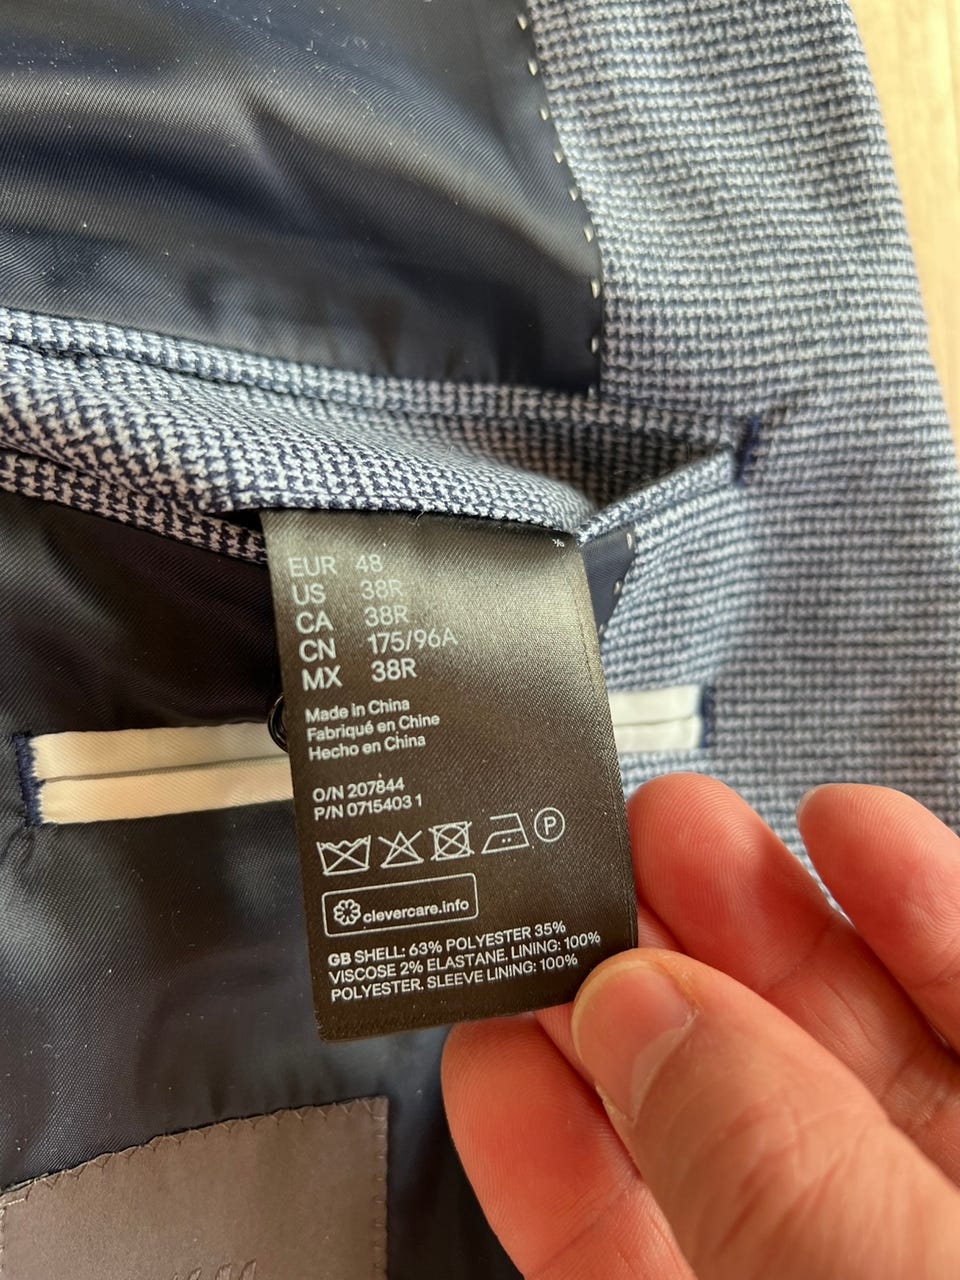 EUR 48
US 38R
CA 38R
CN 175/96A
MX 38R
Made in China
Fabriqué en Chine
Hecho en China
O/N 207844
P/N 0715403 1
P
clevercare.info
GB SHELL: 63% POLYESTER 35%
VISCOSE 2% ELASTANE. LINING: 100%
POLYESTER. SLEEVE LINING: 100%